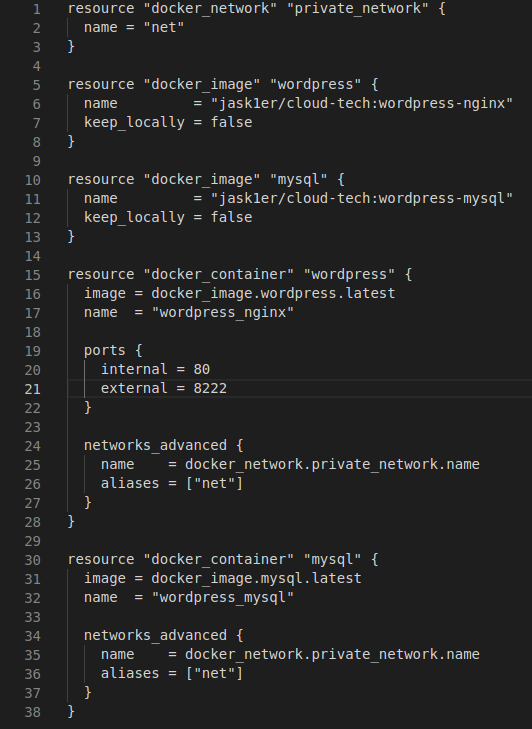 1 resource "docker_network" "private_network" {
2   name = "net"
3 }
4
5 resource "docker_image" "wordpress" {
6   name         = "jask1er/cloud-tech:wordpress-nginx"
7   keep_locally = false
8 }
9
10 resource "docker_image" "mysql" {
11   name         = "jask1er/cloud-tech:wordpress-mysql"
12   keep_locally = false
13 }
14
15 resource "docker_container" "wordpress" {
16   image = docker_image.wordpress.latest
17   name  = "wordpress_nginx"
18
19   ports {
20     internal = 80
21     external = 8222
22   }
23
24   networks_advanced {
25     name    = docker_network.private_network.name
26     aliases = ["net"]
27   }
28 }
29
30 resource "docker_container" "mysql" {
31   image = docker_image.mysql.latest
32   name  = "wordpress_mysql"
33
34   networks_advanced {
35     name    = docker_network.private_network.name
36     aliases = ["net"]
37   }
38 }